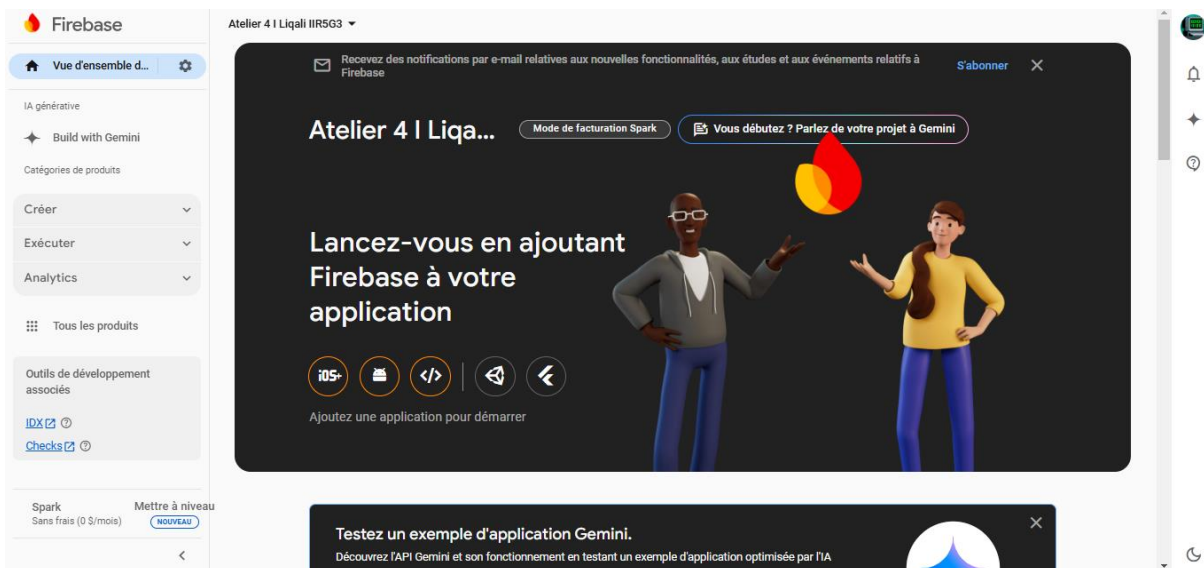 Firebase
Atelier 4 I Liqali IIR5G3
Vue d'ensemble d...
IA générative
Build with Gemini
Catégories de produits
Créer
Exécuter
Analytics
Tous les produits
Outils de développement
associés
IDX
Checks
Spark
Sans frais (0 $/mois)
Mettre à niveau
NOUVEAU
Recevez des notifications par e-mail relatives aux nouvelles fonctionnalités, aux études et aux événements relatifs à
Firebase
S'abonner
Atelier 4 I Liqa...
Mode de facturation Spark
Vous débutez ? Parlez de votre projet à Gemini
Lancez-vous en ajoutant
Firebase à votre
application
iOS+
Ajoutez une application pour démarrer
Testez un exemple d'application Gemini.
Découvrez l'API Gemini et son fonctionnement en testant un exemple d'application optimisée par l'IA